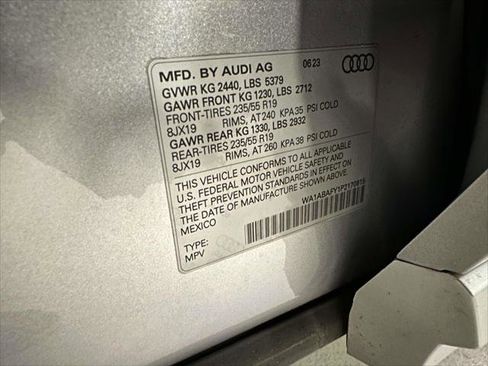 MFD. BY AUDI AG 06 23
GVWR KG 2440, LBS 5379
GAWR FRONT KG 1230, LBS 2712
FRONT-TIRES 235/55 R19
8JX19 RIMS, AT 240 KPA 35 PSI COLD
GAWR REAR KG 1330, LBS 2932
REAR-TIRES 235/55 R19
8JX19 RIMS, AT 260 KPA 38 PSI COLD
THIS VEHICLE CONFORMS TO ALL APPLICABLE
U.S. FEDERAL MOTOR VEHICLE SAFETY AND
THEFT PREVENTION STANDARDS IN EFFECT ON
THE DATE OF MANUFACTURE SHOWN ABOVE
MEXICO WA1ABAFY1P2170815
TYPE:
MPV